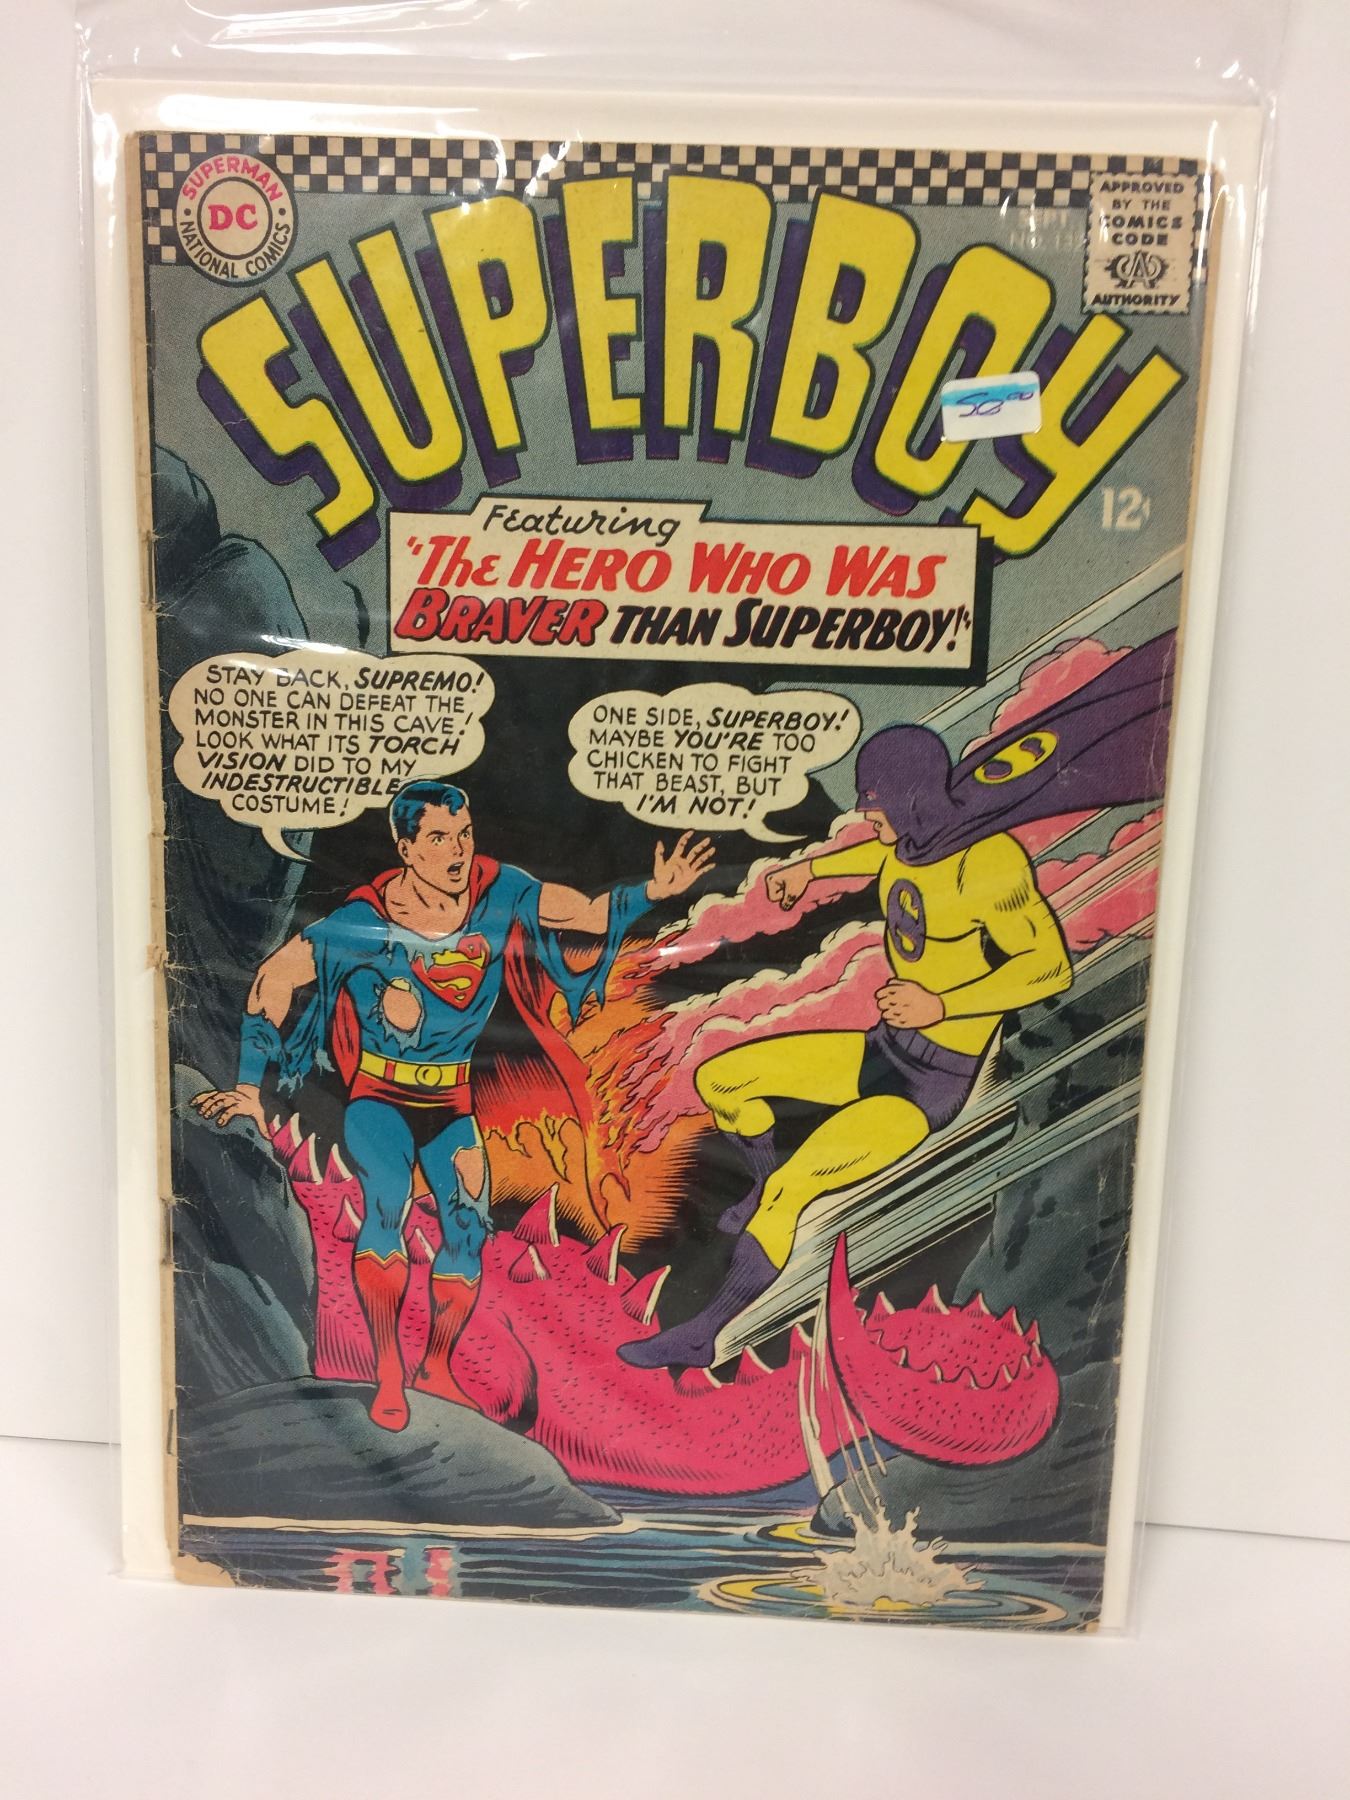 SUPERMAN
DC
NATIONAL COMICS
SUPERBOY
SEPT
APPROVED
BY THE
COMICS
CODE
AUTHORITY
12¢
Featuring
"THE HERO WHO WAS
BRAVER THAN SUPERBOY!"
STAY BACK, SUPREMO!
NO ONE CAN DEFEAT THE
MONSTER IN THIS CAVE!
LOOK WHAT ITS TORCH
VISION DID TO MY
INDESTRUCTIBLE
COSTUME!
ONE SIDE, SUPERBOY!
MAYBE YOU'RE TOO
CHICKEN TO FIGHT
THAT BEAST, BUT
I'M NOT!
S
S